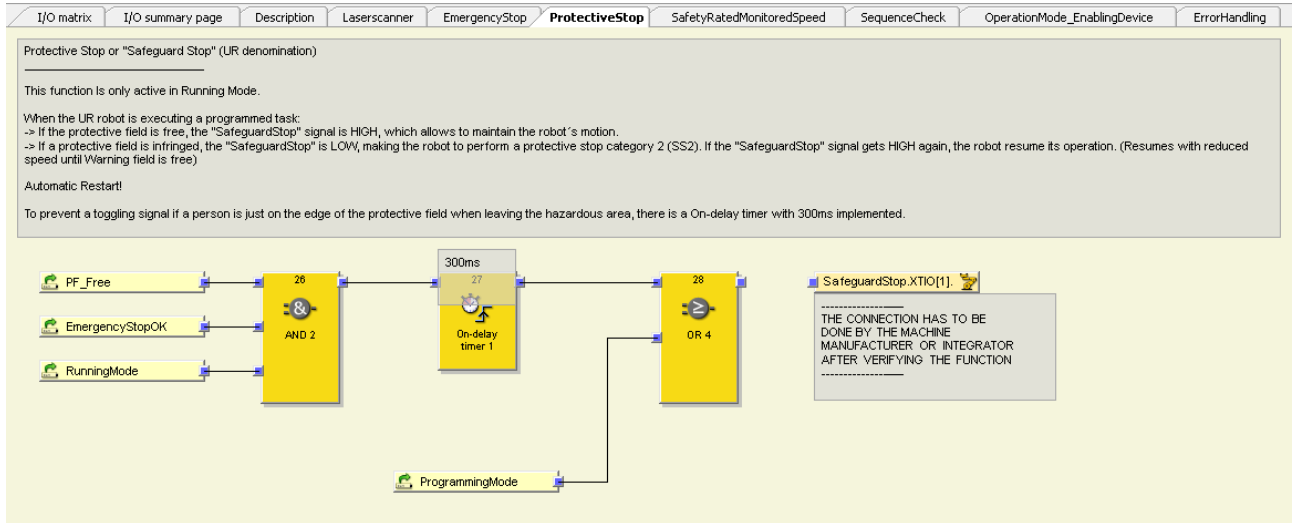 I/O matrix
I/O summary page
Description
Laserscanner
EmergencyStop
ProtectiveStop
SafetyRatedMonitoredSpeed
SequenceCheck
OperationMode_EnablingDevice
ErrorHandling
Protective Stop or "Safeguard Stop" (UR denomination)
This function Is only active in Running Mode.
When the UR robot is executing a programmed task:
-> If the protective field is free, the "SafeguardStop" signal is HIGH, which allows to maintain the robot´s motion.
-> If a protective field is infringed, the "SafeguardStop" is LOW, making the robot to perform a protective stop category 2 (SS2). If the "SafeguardStop" signal gets HIGH again, the robot resume its operation. (Resumes with reduced
speed until Warning field is free)
Automatic Restart!
To prevent a toggling signal if a person is just on the edge of the protective field when leaving the hazardous area, there is a On-delay timer with 300ms implemented.
300ms
PF_Free
26
27
28
SafeguardStop.XTIO[1].
&
≥
EmergencyStopOK
AND 2
On-delay
timer 1
OR 4
RunningMode
--------------------
THE CONNECTION HAS TO BE
DONE BY THE MACHINE
MANUFACTURER OR INTEGRATOR
AFTER VERIFYING THE FUNCTION
--------------------
ProgrammingMode